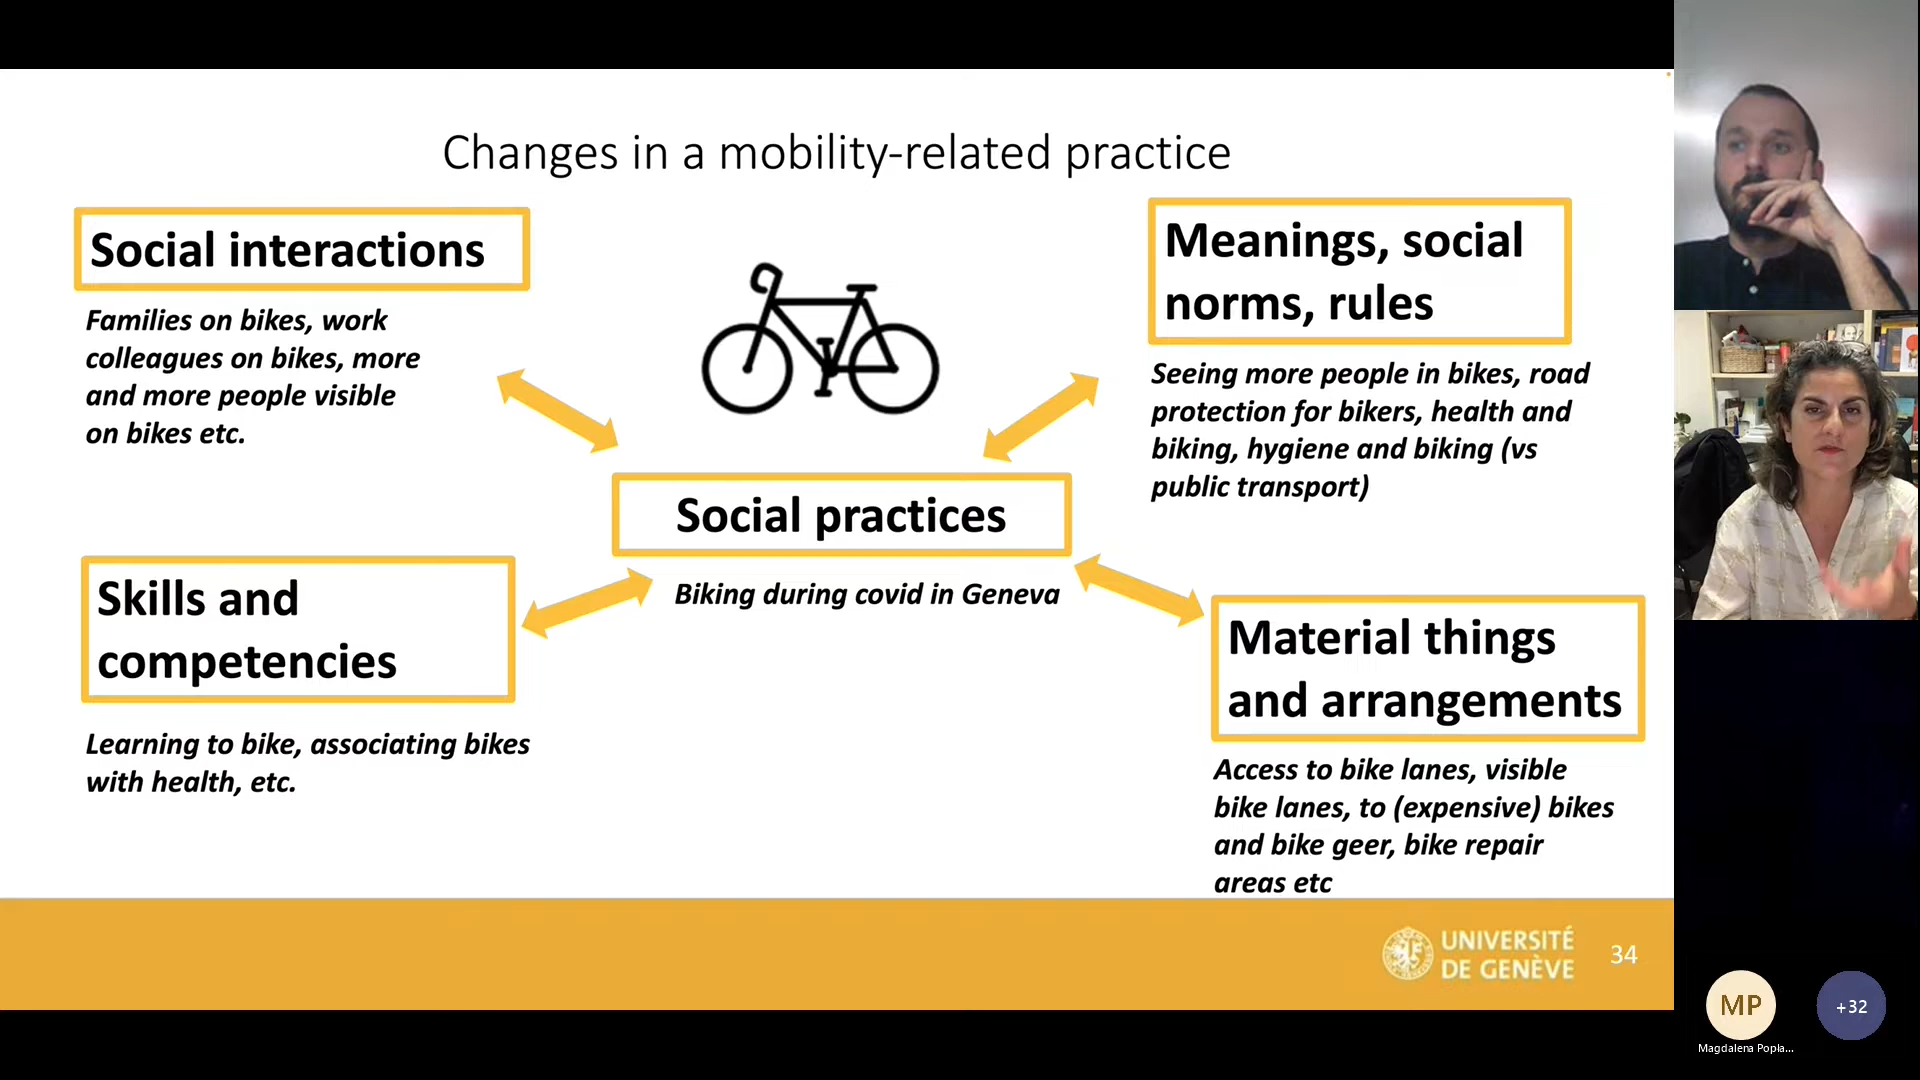 Changes in a mobility-related practice
Social interactions
Families on bikes, work
colleagues on bikes, more
and more people visible
on bikes etc.
Meanings, social
norms, rules
Seeing more people in bikes, road
protection for bikers, health and
biking, hygiene and biking (vs
public transport)
Social practices
Biking during covid in Geneva
Skills and
competencies
Learning to bike, associating bikes
with health, etc.
Material things
and arrangements
Access to bike lanes, visible
bike lanes, to (expensive) bikes
and bike geer, bike repair
areas etc
UNIVERSITÉ
DE GENÈVE
34
MP
+32
Magdalena Popla...